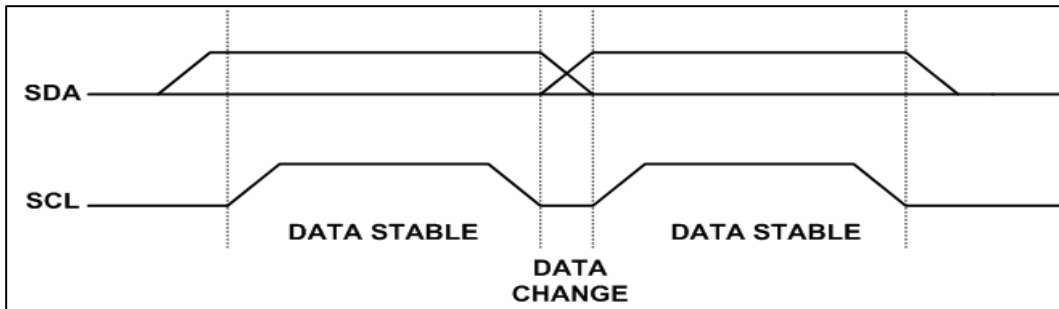 SDA
SCL
DATA STABLE DATA STABLE
DATA
CHANGE